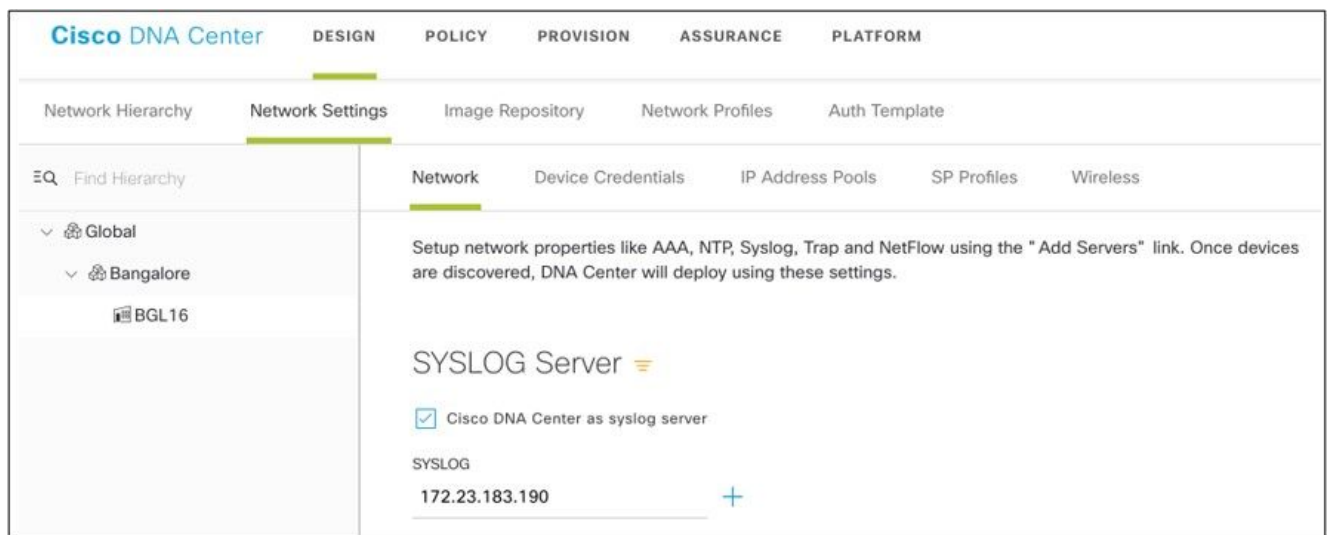 Cisco DNA Center DESIGN POLICY PROVISION ASSURANCE PLATFORM
Network Hierarchy Network Settings Image Repository Network Profiles Auth Template
Find Hierarchy
Network Device Credentials IP Address Pools SP Profiles Wireless
Global
Bangalore
BGL16
Setup network properties like AAA, NTP, Syslog, Trap and NetFlow using the "Add Servers" link. Once devices
are discovered, DNA Center will deploy using these settings.
SYSLOG Server
Cisco DNA Center as syslog server
SYSLOG
172.23.183.190